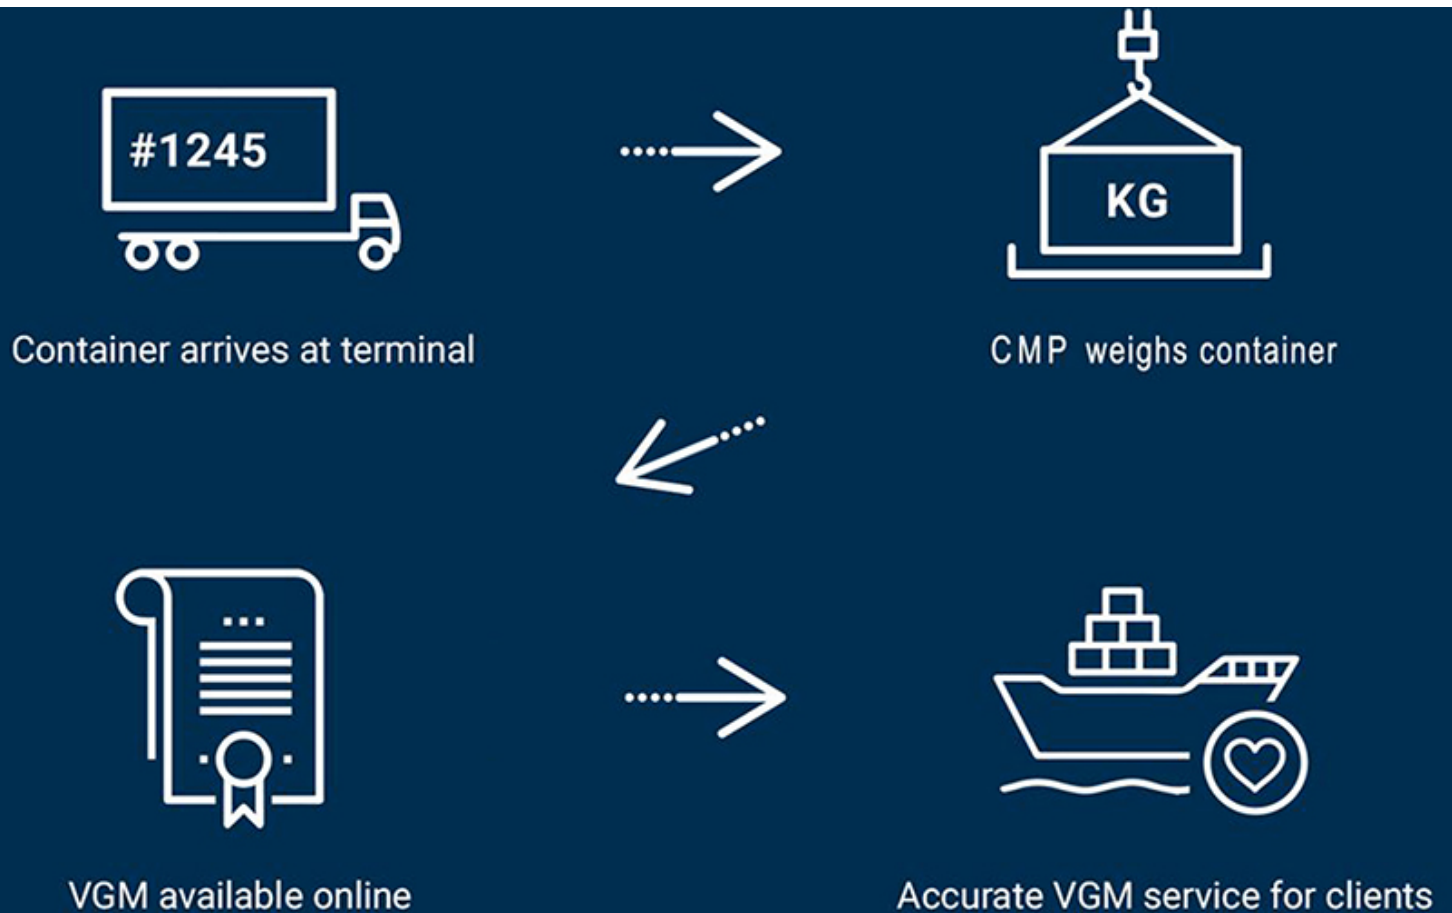 #1245
KG
Container arrives at terminal
CMP weighs container
VGM available online
Accurate VGM service for clients